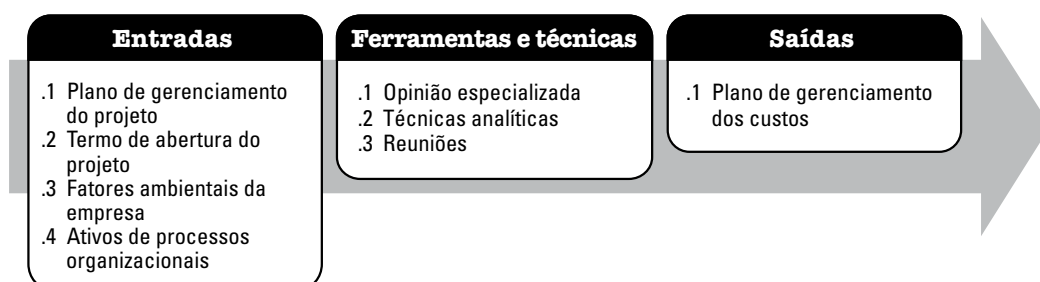 Entradas
.1 Plano de gerenciamento
do projeto
.2 Termo de abertura do
projeto
.3 Fatores ambientais da
empresa
.4 Ativos de processos
organizacionais
Ferramentas e técnicas
.1 Opinião especializada
.2 Técnicas analíticas
.3 Reuniões
Saídas
.1 Plano de gerenciamento
dos custos